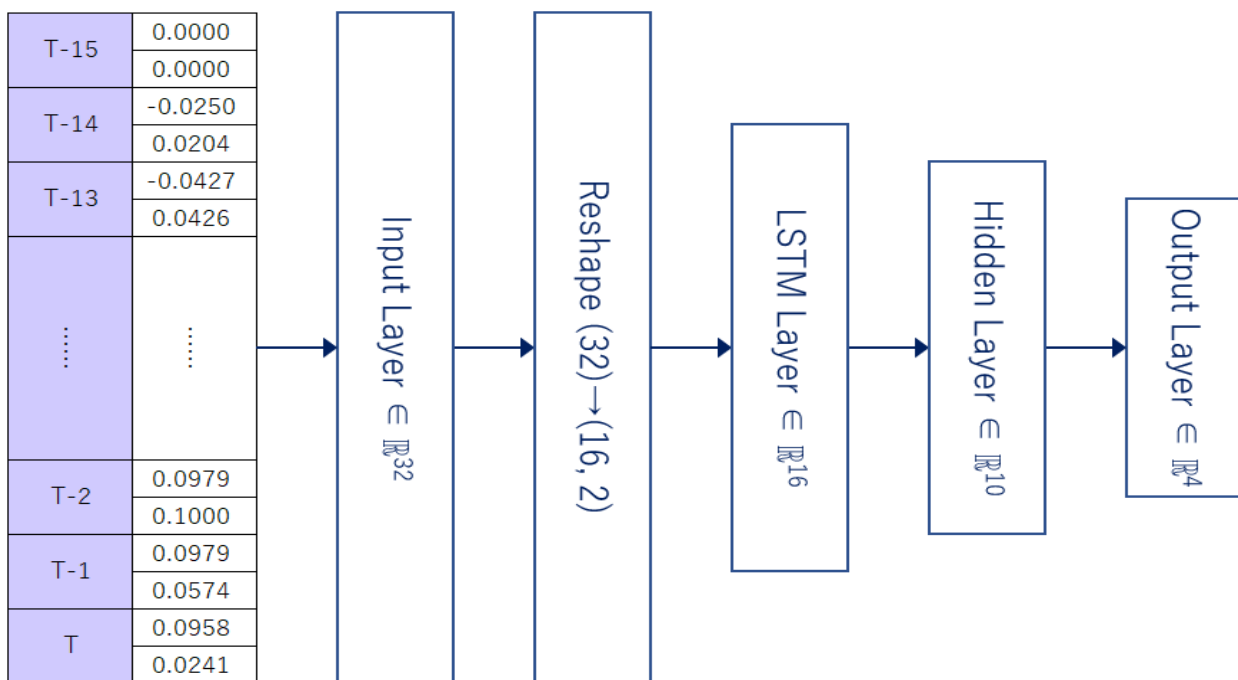 T-15
0.0000
0.0000
T-14
-0.0250
0.0204
T-13
-0.0427
0.0426
......
......
T-2
0.0979
0.1000
T-1
0.0979
0.0574
T
0.0958
0.0241
Input Layer ∈ ℝ³²
Reshape (32)→(16, 2)
LSTM Layer ∈ ℝ¹⁶
Hidden Layer ∈ ℝ¹⁰
Output Layer ∈ ℝ⁴